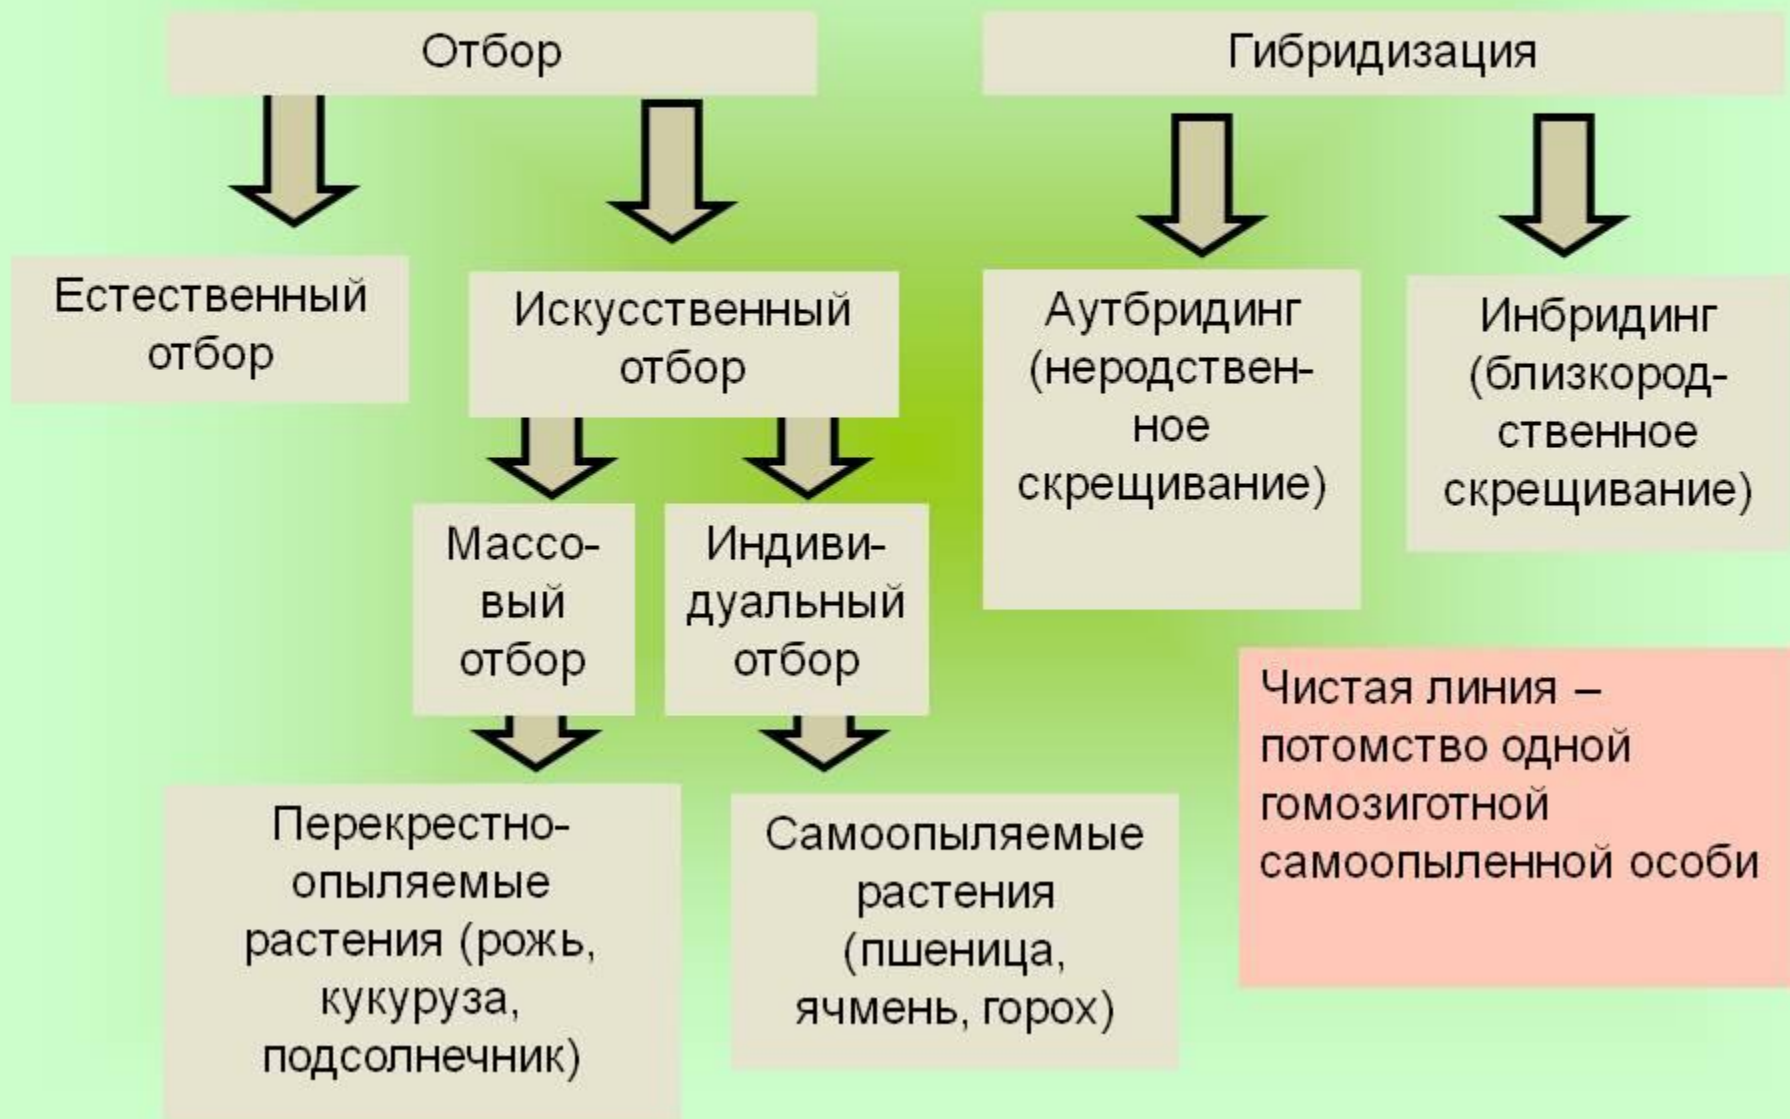 Отбор
Гибридизация
Естественный
отбор
Искусственный
отбор
Аутбридинг
(неродствен-
ное
скрещивание)
Инбридинг
(близкород-
ственное
скрещивание)
Массо-
вый
отбор
Индиви-
дуальный
отбор
Перекрестно-
опыляемые
растения (рожь,
кукуруза,
подсолнечник)
Самоопыляемые
растения
(пшеница,
ячмень, горох)
Чистая линия –
потомство одной
гомозиготной
самоопыленной особи